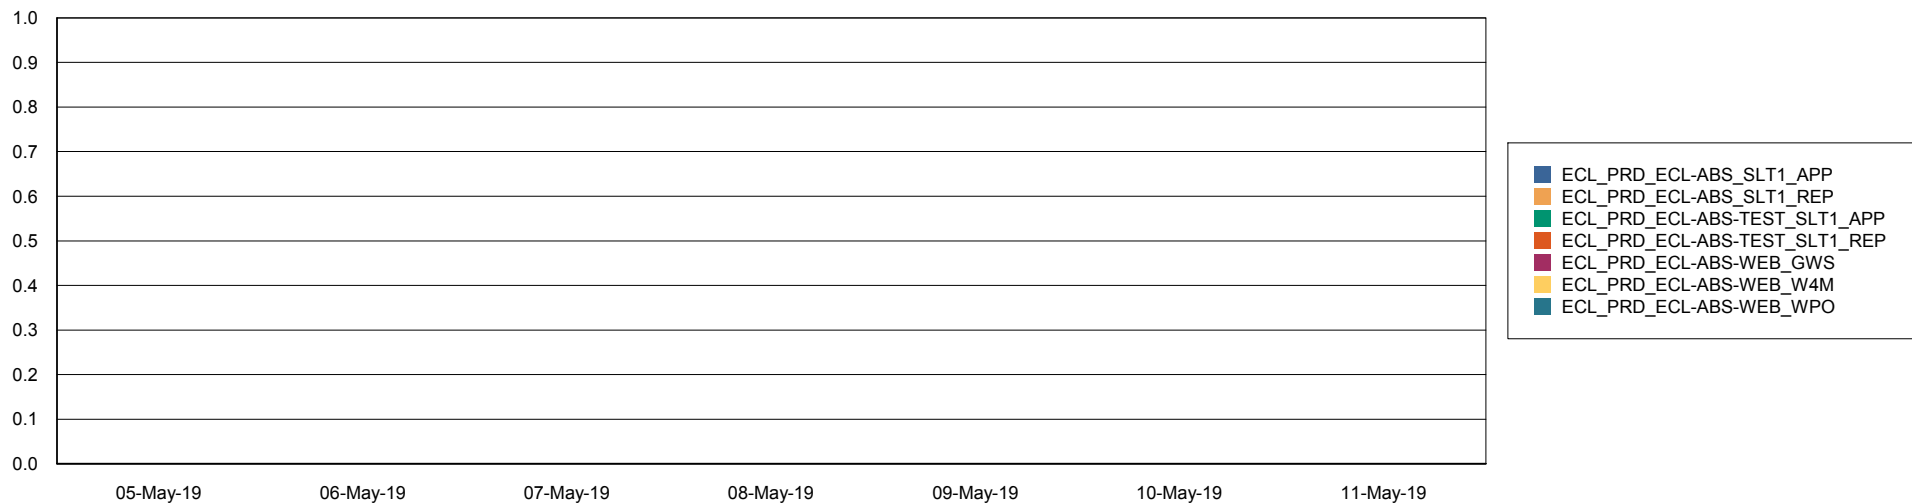 1.0
0.9
0.8
0.7
0.6
0.5
0.4
0.3
0.2
0.1
0.0
05-May-19 06-May-19 07-May-19 08-May-19 09-May-19 10-May-19 11-May-19
ECL_PRD_ECL-ABS_SLT1_APP
ECL_PRD_ECL-ABS_SLT1_REP
ECL_PRD_ECL-ABS-TEST_SLT1_APP
ECL_PRD_ECL-ABS-TEST_SLT1_REP
ECL_PRD_ECL-ABS-WEB_GWS
ECL_PRD_ECL-ABS-WEB_W4M
ECL_PRD_ECL-ABS-WEB_WPO